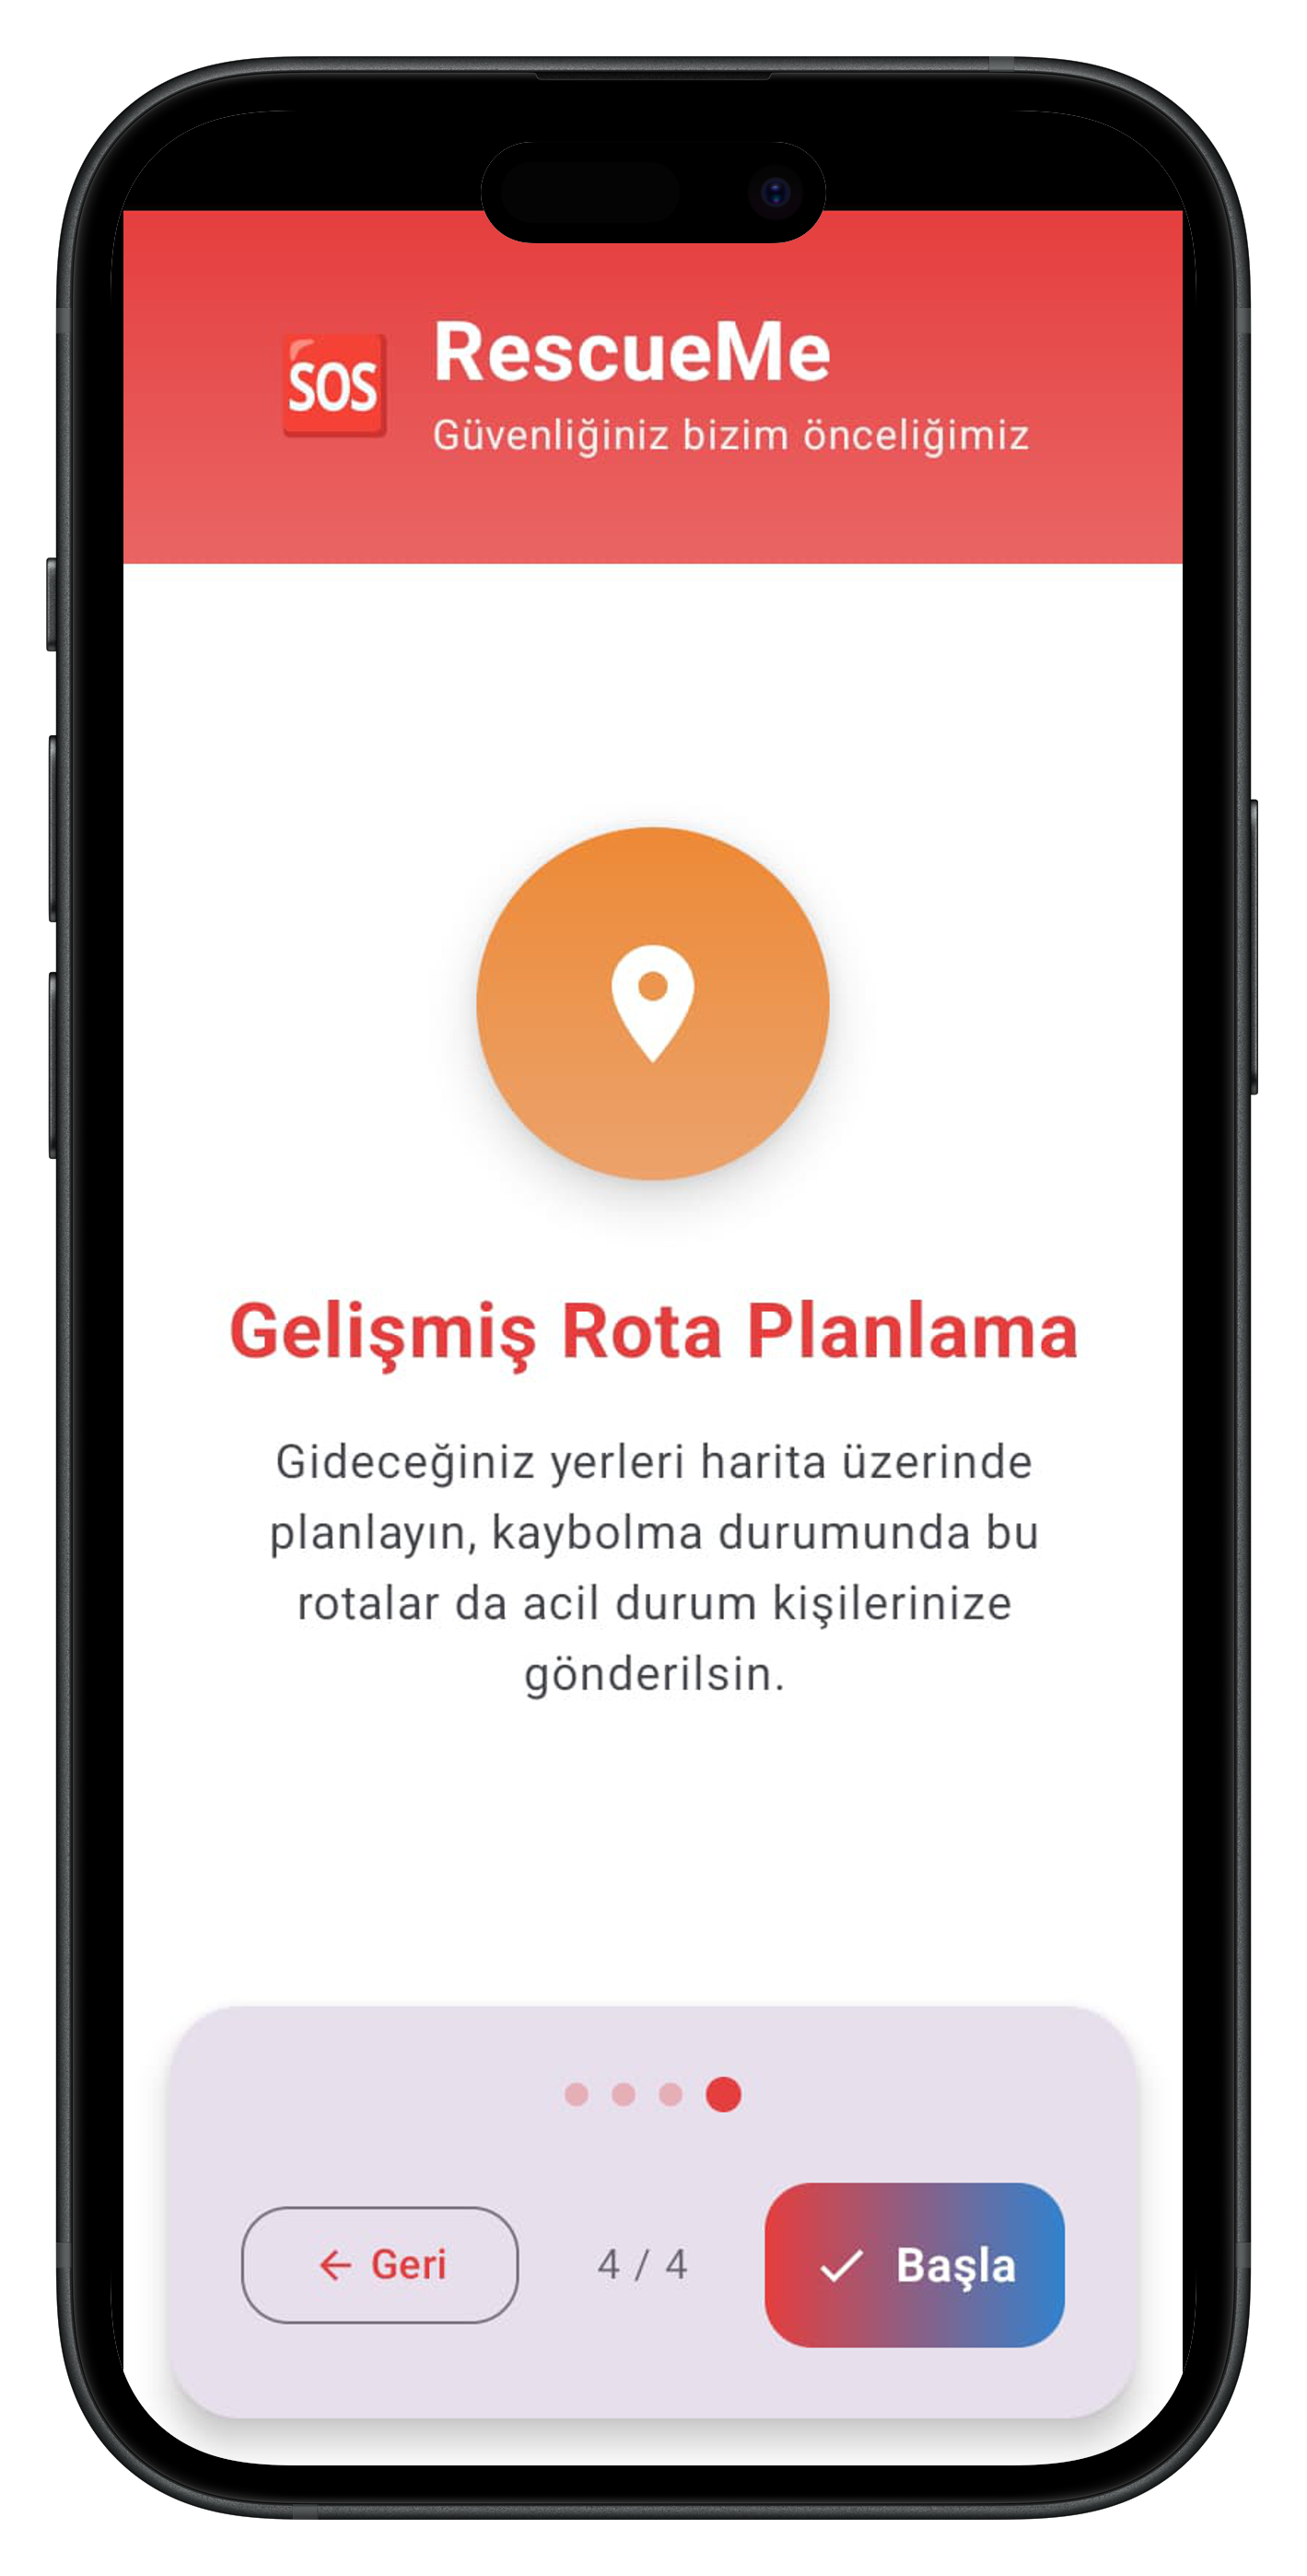 SOS
RescueMe
Güvenliğiniz bizim önceliğimiz
Gelişmiş Rota Planlama
Gideceğiniz yerleri harita üzerinde
planlayın, kaybolma durumunda bu
rotalar da acil durum kişilerinize
gönderilsin.
← Geri
4 / 4
✓ Başla